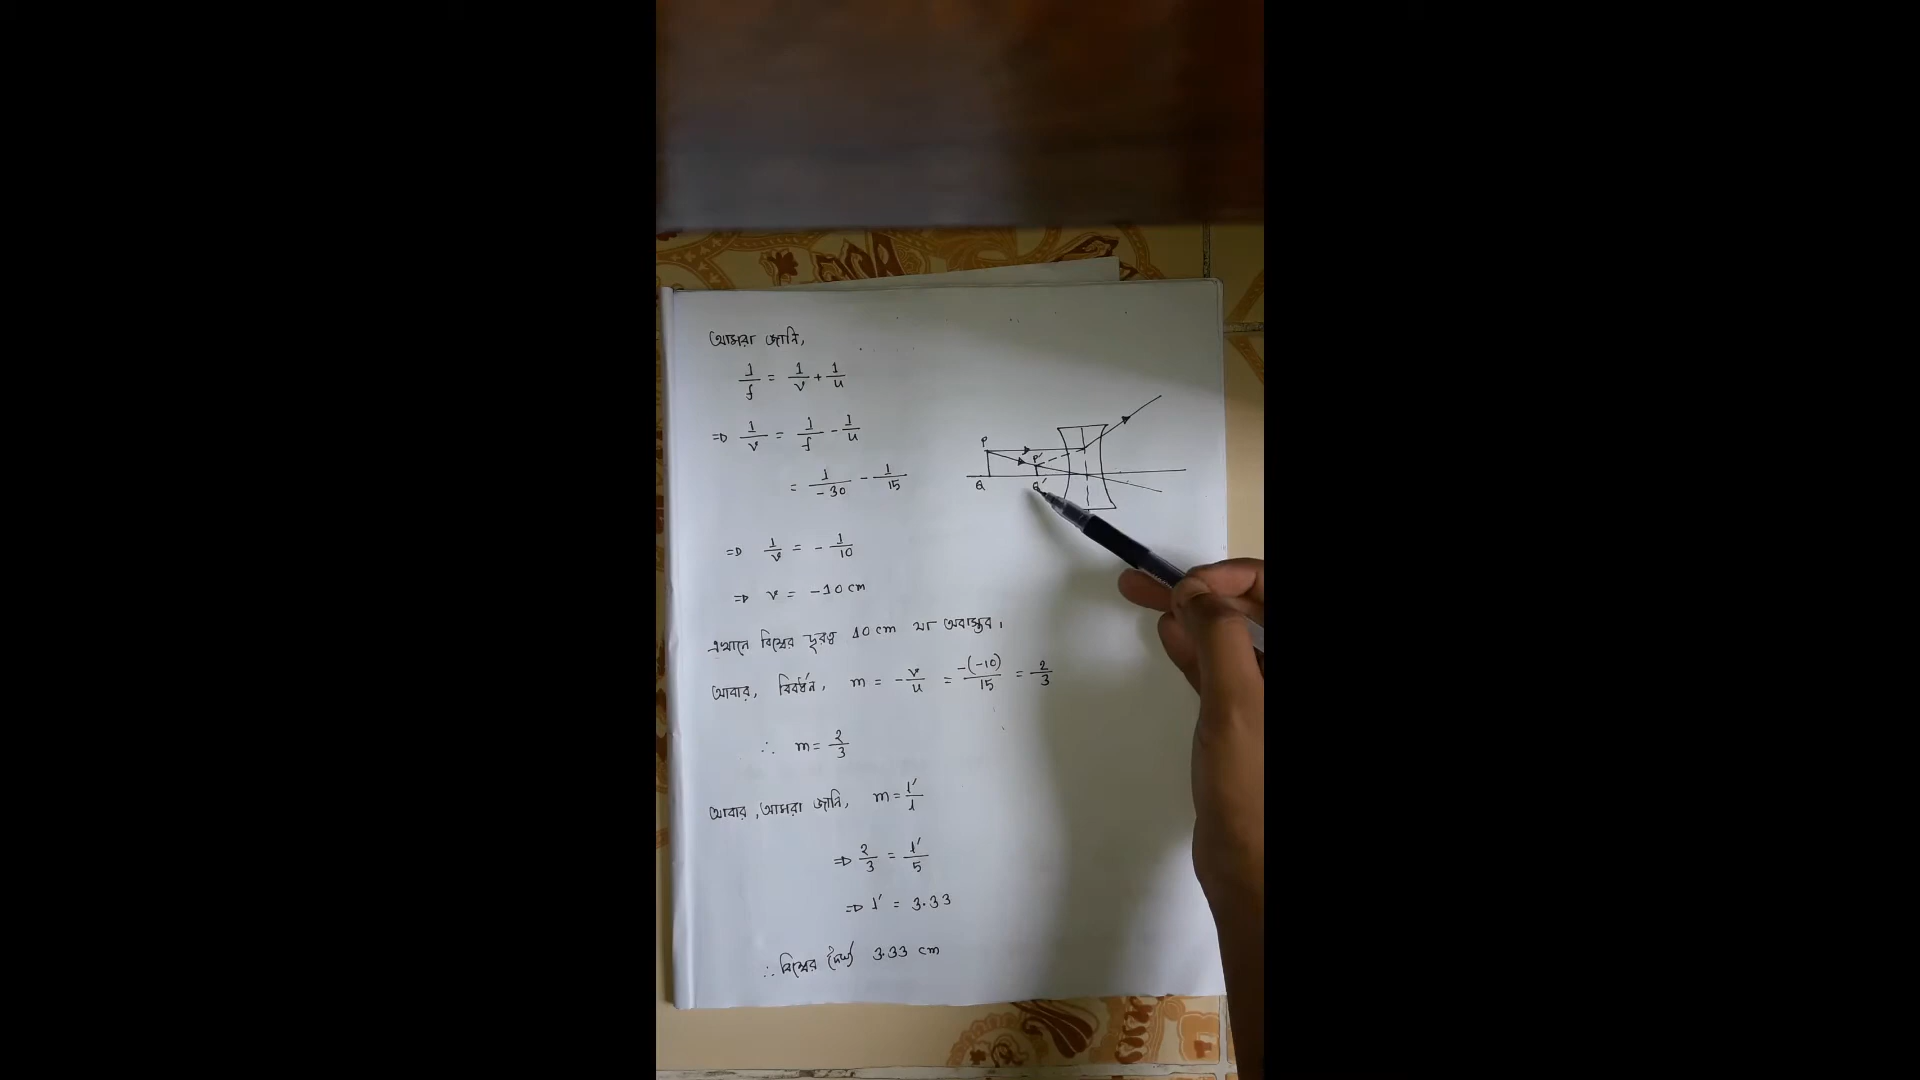 আমরা জানি,
1/f = 1/v + 1/u
⇒ 1/v = 1/f - 1/u
= 1/-30 - 1/15
P
P′
Q
Q′
⇒ 1/v = - 1/10
⇒ v = -10 cm
এখানে বিম্বের দূরত্ব 10 cm যা অবাস্তব।
আবার, বিবর্ধন, m = - v/u = -(-10)/15 = 2/3
∴ m = 2/3
আবার, আমরা জানি, m = l′/l
⇒ 2/3 = l′/5
⇒ l′ = 3.33
∴ বিম্বের দৈর্ঘ্য 3.33 cm